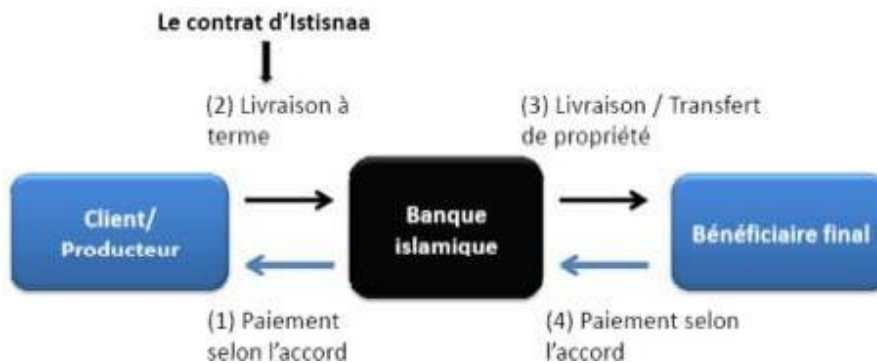 Le contrat d'Istisnaa
(2) Livraison à
terme
(3) Livraison / Transfert
de propriété
Client/
Producteur
Banque
islamique
Bénéficiaire final
(1) Paiement
selon l'accord
(4) Paiement selon
l'accord